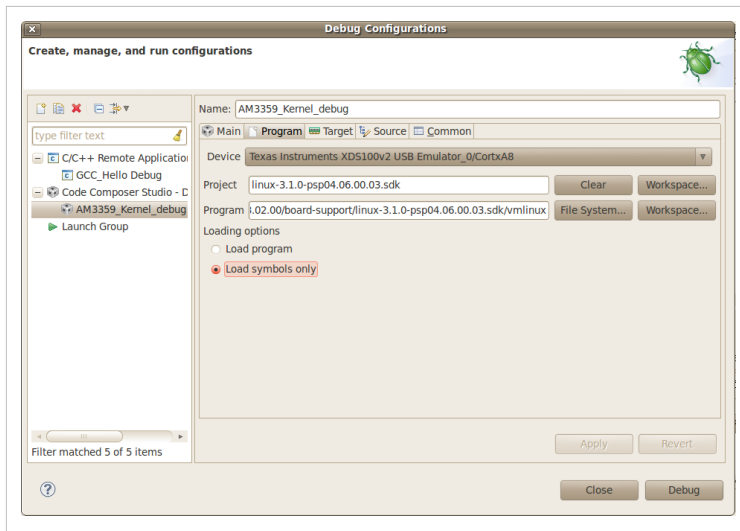 Debug Configurations
Create, manage, and run configurations
type filter text
C/C++ Remote Application
GCC_Hello Debug
Code Composer Studio - D
AM3359_Kernel_debug
Launch Group
Filter matched 5 of 5 items
Name: AM3359_Kernel_debug
Main Program Target Source Common
Device Texas Instruments XDS100v2 USB Emulator_0/CortxA8
Project linux-3.1.0-psp04.06.00.03.sdk Clear Workspace...
Program .02.00/board-support/linux-3.1.0-psp04.06.00.03.sdk/vmlinux File System... Workspace...
Loading options
Load program
Load symbols only
Apply Revert
Close Debug